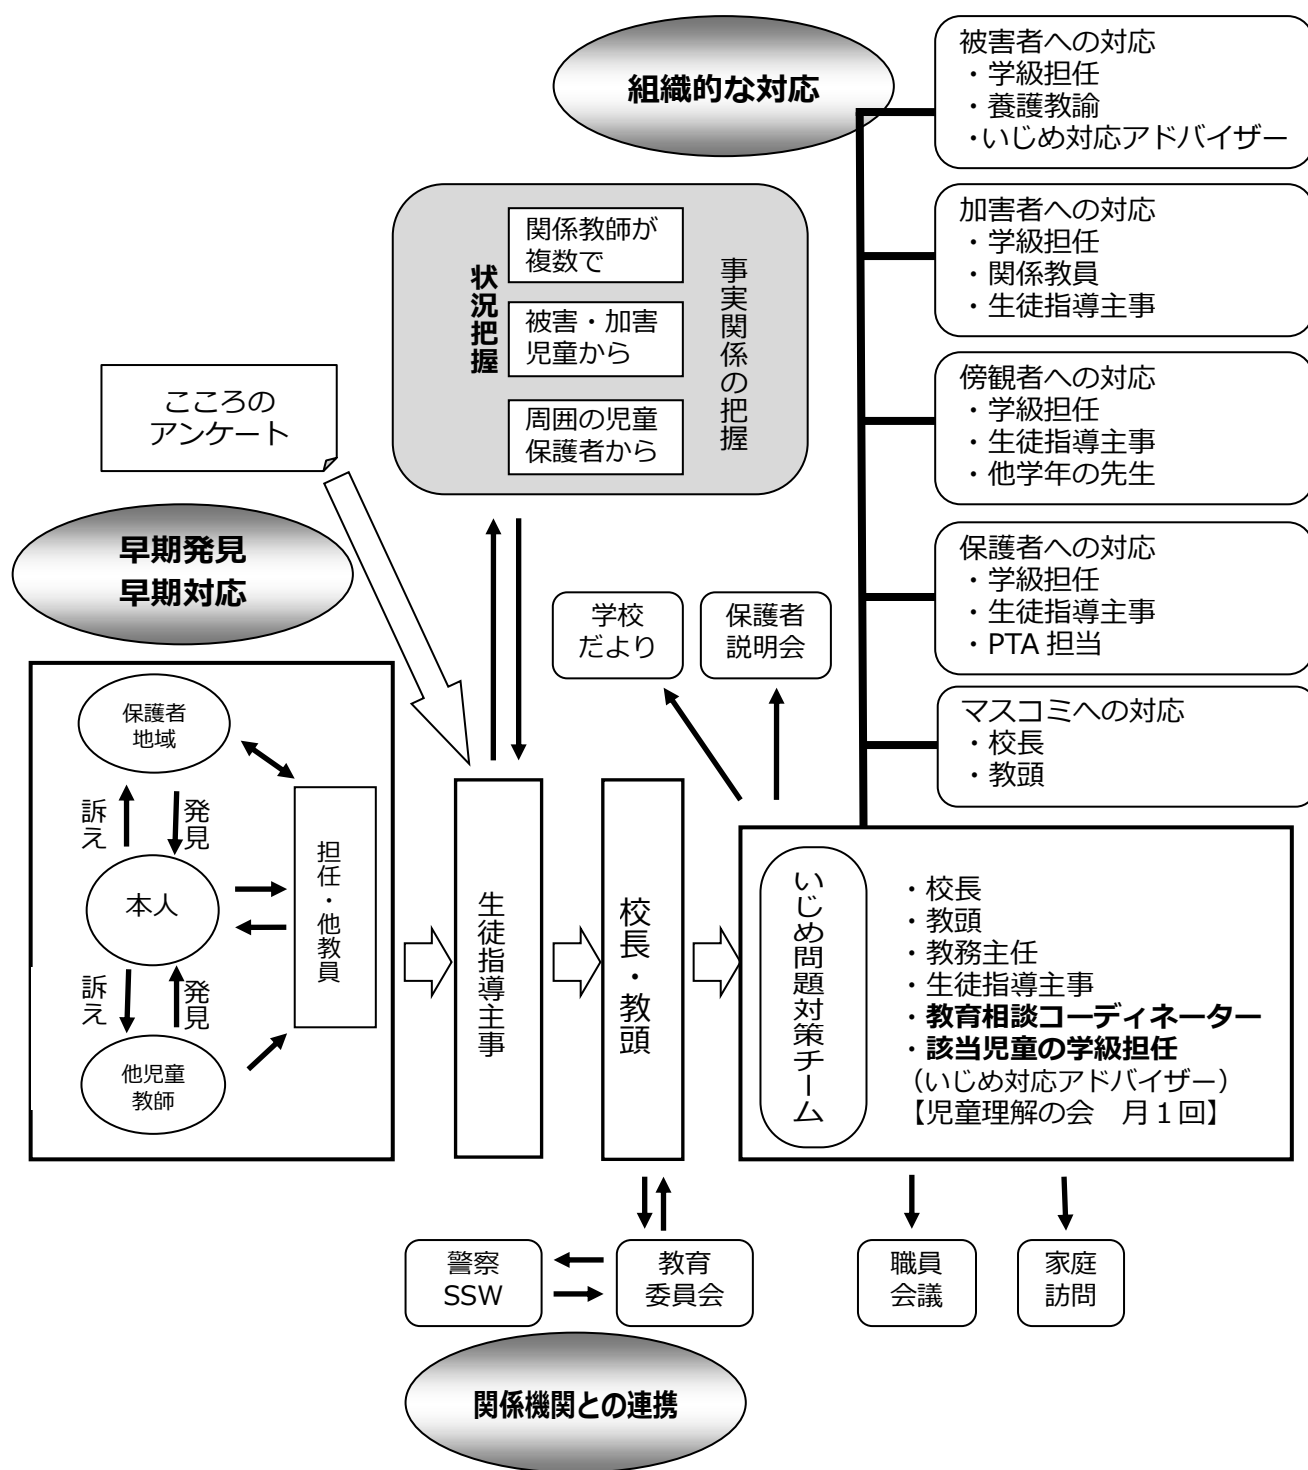 組織的な対応
被害者への対応
・学級担任
・養護教諭
・いじめ対応アドバイザー
加害者への対応
・学級担任
・関係教員
・生徒指導主事
傍観者への対応
・学級担任
・生徒指導主事
・他学年の先生
保護者への対応
・学級担任
・生徒指導主事
・PTA 担当
マスコミへの対応
・校長
・教頭
状況把握
関係教師が
複数で
被害・加害
児童から
周囲の児童
保護者から
事実関係の把握
こころの
アンケート
早期発見
早期対応
学校
だより
保護者
説明会
保護者
地域
訴え
発見
本人
訴え
発見
他児童
教師
担任・他教員
生徒指導主事
校長・教頭
いじめ問題対策チーム
・校長
・教頭
・教務主任
・生徒指導主事
・教育相談コーディネーター
・該当児童の学級担任
（いじめ対応アドバイザー）
【児童理解の会　月１回】
警察
SSW
教育
委員会
職員
会議
家庭
訪問
関係機関との連携